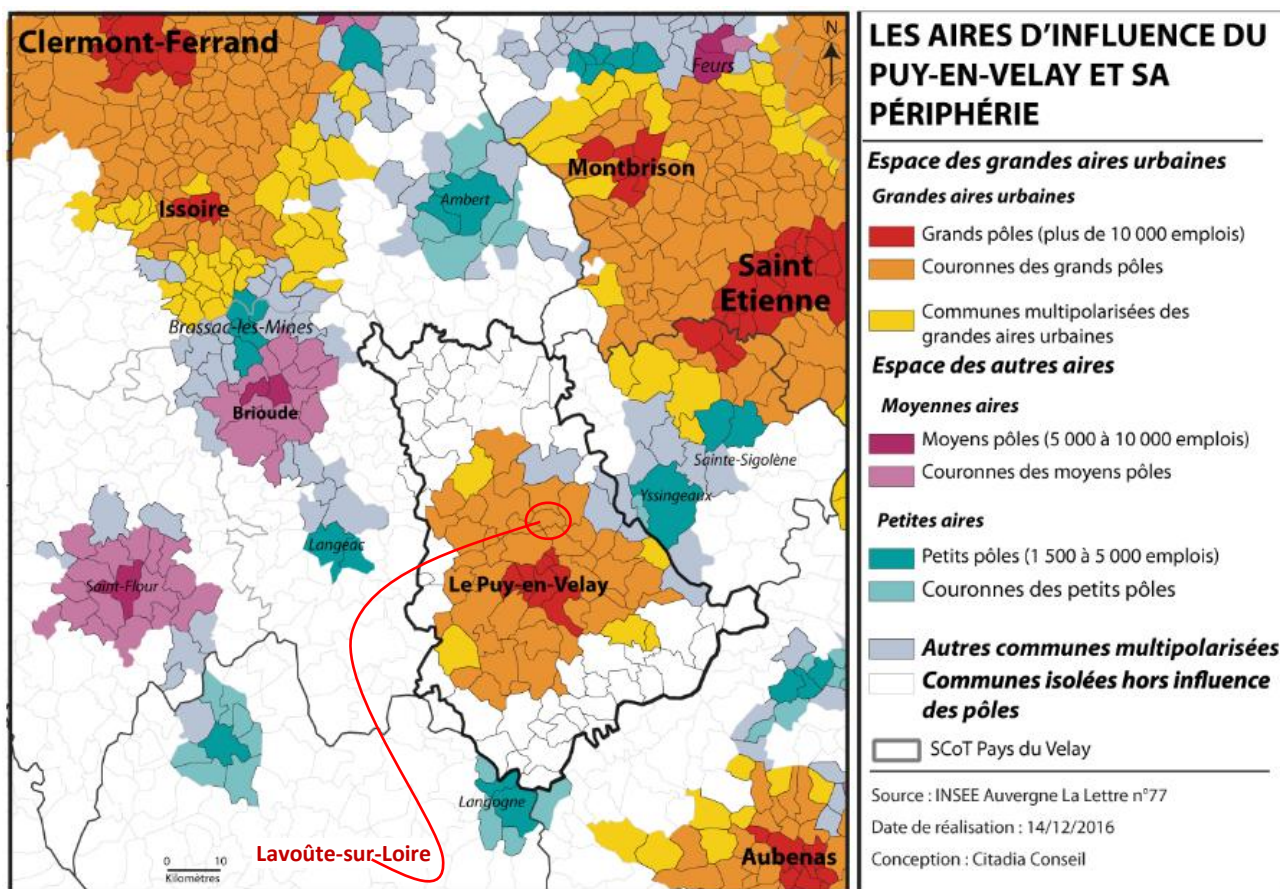 Clermont-Ferrand
N
Feurs
Montbrison
Ambert
Issoire
Saint
Etienne
Brassac-les-Mines
Brioude
Sainte-Sigolène
Yssingeaux
Langeac
Le Puy-en-Velay
Saint-Flour
Langogne
Lavoûte-sur-Loire
Aubenas
0 10
Kilomètres
LES AIRES D’INFLUENCE DU
PUY-EN-VELAY ET SA
PÉRIPHÉRIE
Espace des grandes aires urbaines
Grandes aires urbaines
Grands pôles (plus de 10 000 emplois)
Couronnes des grands pôles
Communes multipolarisées des
grandes aires urbaines
Espace des autres aires
Moyennes aires
Moyens pôles (5 000 à 10 000 emplois)
Couronnes des moyens pôles
Petites aires
Petits pôles (1 500 à 5 000 emplois)
Couronnes des petits pôles
Autres communes multipolarisées
Communes isolées hors influence
des pôles
SCoT Pays du Velay
Source : INSEE Auvergne La Lettre n°77
Date de réalisation : 14/12/2016
Conception : Citadia Conseil